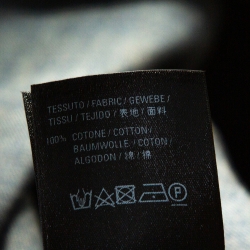 TESSUTO / FABRIC / GEWEBE /
TISSU / TEJIDO / 表地 / 面料
100% COTONE / COTTON /
BAUMWOLLE / COTON /
ALGODON / 綿 / 棉